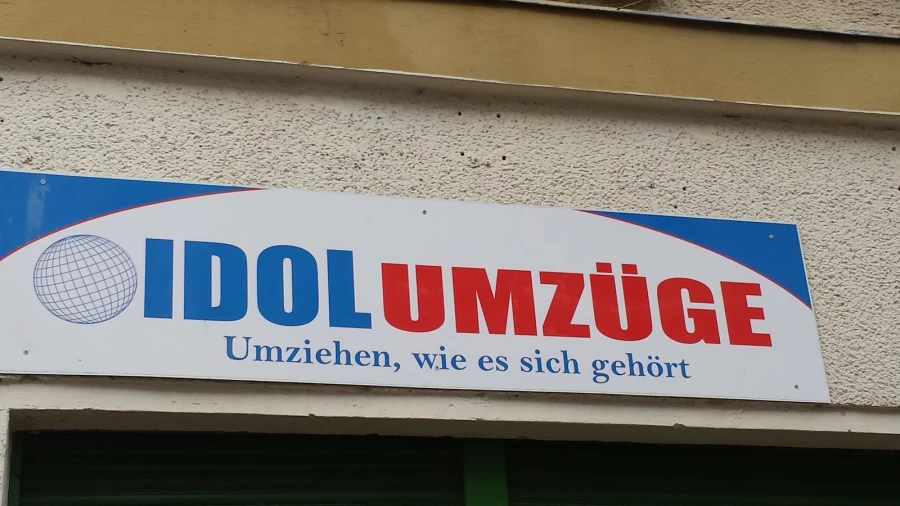 IDOLUMZÜGE
Umziehen, wie es sich gehört